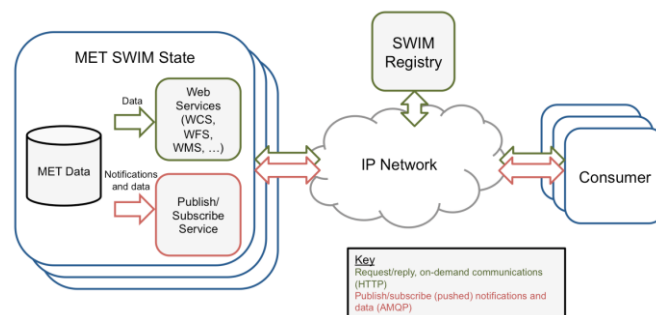 MET SWIM State
SWIM
Registry
Data
Web
Services
(WCS,
WFS,
WMS, ...)
MET Data
Notifications
and data
Publish/
Subscribe
Service
IP Network
Consumer
Key
Request/reply, on-demand communications
(HTTP)
Publish/subscribe (pushed) notifications and
data (AMQP)